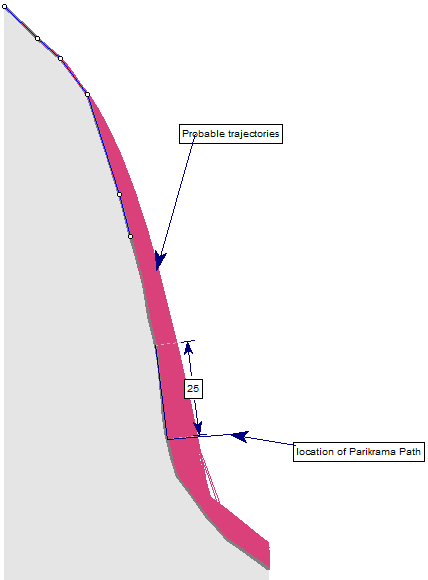 Probable trajectories
25
location of Parikrama Path